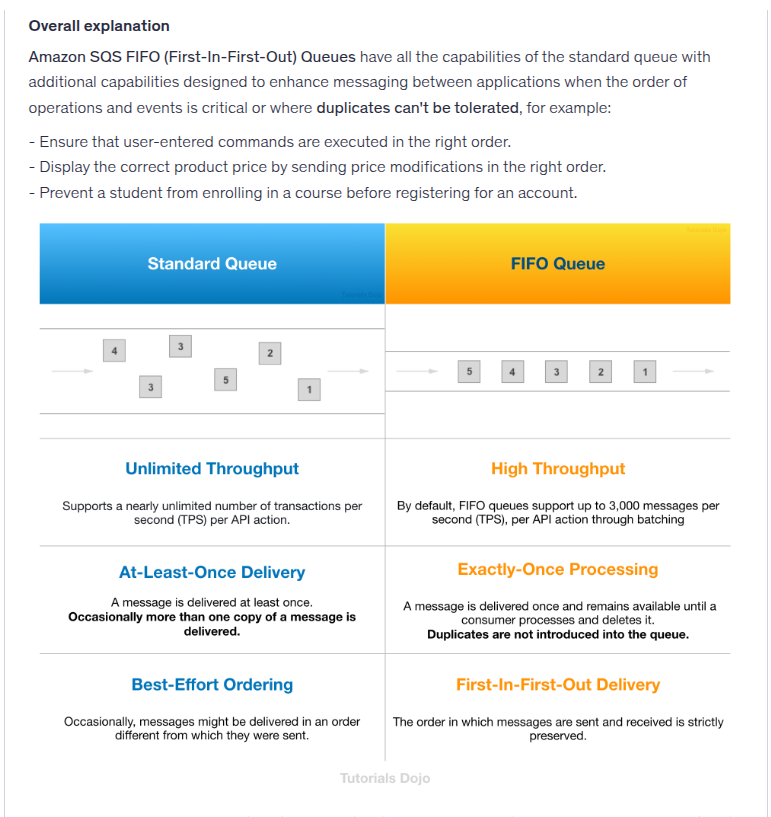 Overall explanation
Amazon SQS FIFO (First-In-First-Out) Queues have all the capabilities of the standard queue with
additional capabilities designed to enhance messaging between applications when the order of
operations and events is critical or where duplicates can't be tolerated, for example:
- Ensure that user-entered commands are executed in the right order.
- Display the correct product price by sending price modifications in the right order.
- Prevent a student from enrolling in a course before registering for an account.
Standard Queue
FIFO Queue
4
3
2
3
5
1
5
4
3
2
1
Unlimited Throughput
Supports a nearly unlimited number of transactions per
second (TPS) per API action.
High Throughput
By default, FIFO queues support up to 3,000 messages per
second (TPS), per API action through batching
At-Least-Once Delivery
A message is delivered at least once.
Occasionally more than one copy of a message is
delivered.
Exactly-Once Processing
A message is delivered once and remains available until a
consumer processes and deletes it.
Duplicates are not introduced into the queue.
Best-Effort Ordering
Occasionally, messages might be delivered in an order
different from which they were sent.
First-In-First-Out Delivery
The order in which messages are sent and received is strictly
preserved.
Tutorials Dojo